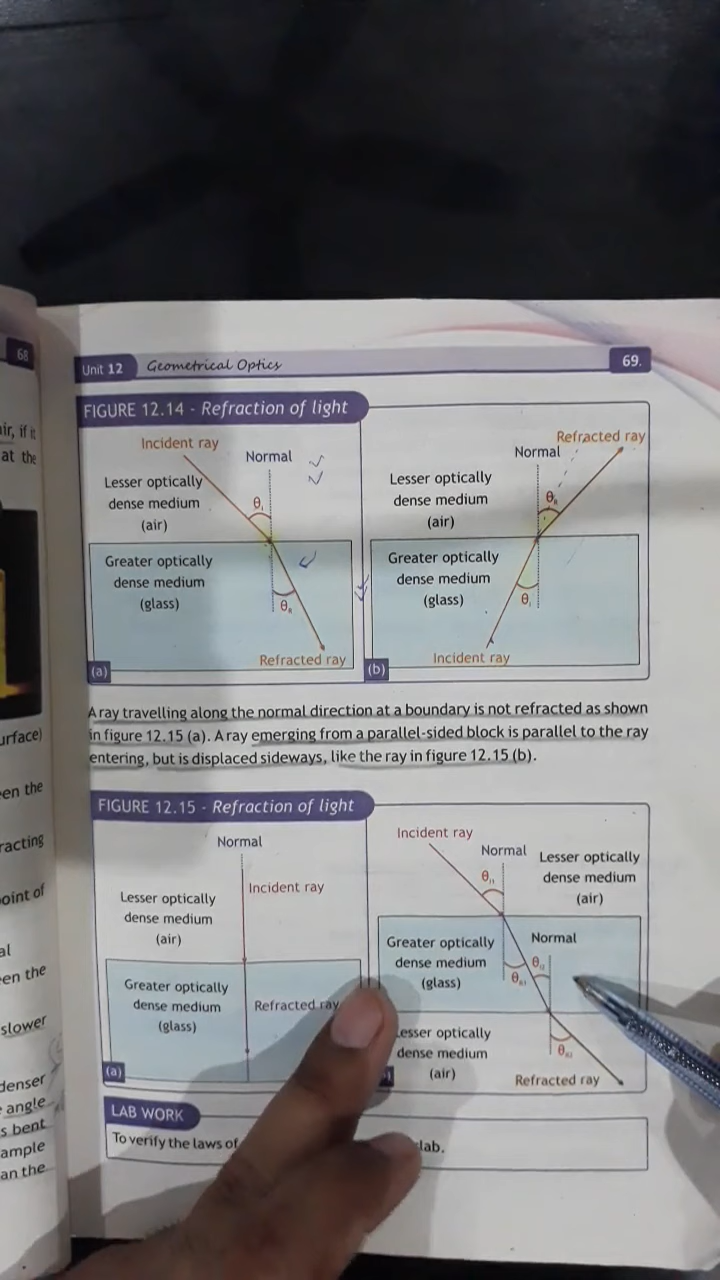 68
air, if it
at the
urface)
en the
racting
point of
al
en the
slower
denser
angle
s bent
ample
an the
Unit 12 Geometrical Optics 69.
FIGURE 12.14 - Refraction of light
Incident ray
Normal
Lesser optically
dense medium
(air)
θi
Greater optically
dense medium
(glass)
θR
Refracted ray
(a)
Refracted ray
Normal
Lesser optically
dense medium
(air)
θR
Greater optically
dense medium
(glass)
θi
Incident ray
(b)
A ray travelling along the normal direction at a boundary is not refracted as shown
in figure 12.15 (a). A ray emerging from a parallel-sided block is parallel to the ray
entering, but is displaced sideways, like the ray in figure 12.15 (b).
FIGURE 12.15 - Refraction of light
Normal
Incident ray
Lesser optically
dense medium
(air)
Greater optically
dense medium
(glass)
Refracted ray
(a)
Incident ray
Normal
θi1
Lesser optically
dense medium
(air)
Greater optically
dense medium
(glass)
Normal
θR1
θi2
Lesser optically
dense medium
(air)
θR2
Refracted ray
LAB WORK
To verify the laws of lab.